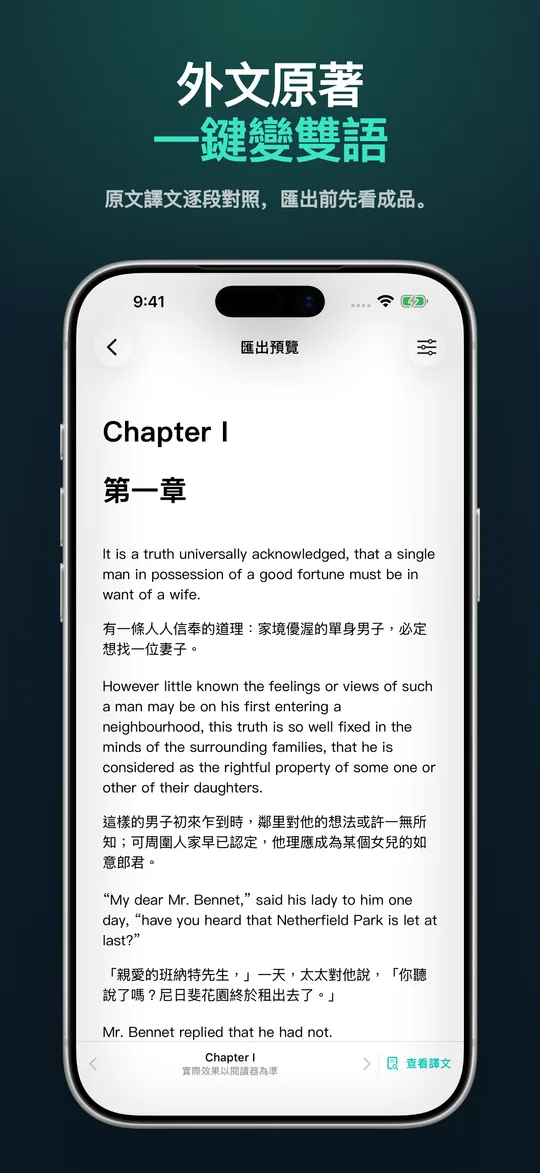 外文原著
一鍵變雙語
原文譯文逐段對照，匯出前先看成品。
9:41
匯出預覽
Chapter I
第一章
It is a truth universally acknowledged, that a single
man in possession of a good fortune must be in
want of a wife.
有一條人人信奉的道理：家境優渥的單身男子，必定
想找一位妻子。
However little known the feelings or views of such
a man may be on his first entering a
neighbourhood, this truth is so well fixed in the
minds of the surrounding families, that he is
considered as the rightful property of some one or
other of their daughters.
這樣的男子初來乍到時，鄰里對他的想法或許一無所
知；可周圍人家早已認定，他理應成為某個女兒的如
意郎君。
“My dear Mr. Bennet,” said his lady to him one
day, “have you heard that Netherfield Park is let at
last?”
「親愛的班納特先生，」一天，太太對他說，「你聽
說了嗎？尼日斐花園終於租出去了。」
Mr. Bennet replied that he had not.
Chapter I
實際效果以閱讀器為準
查看譯文